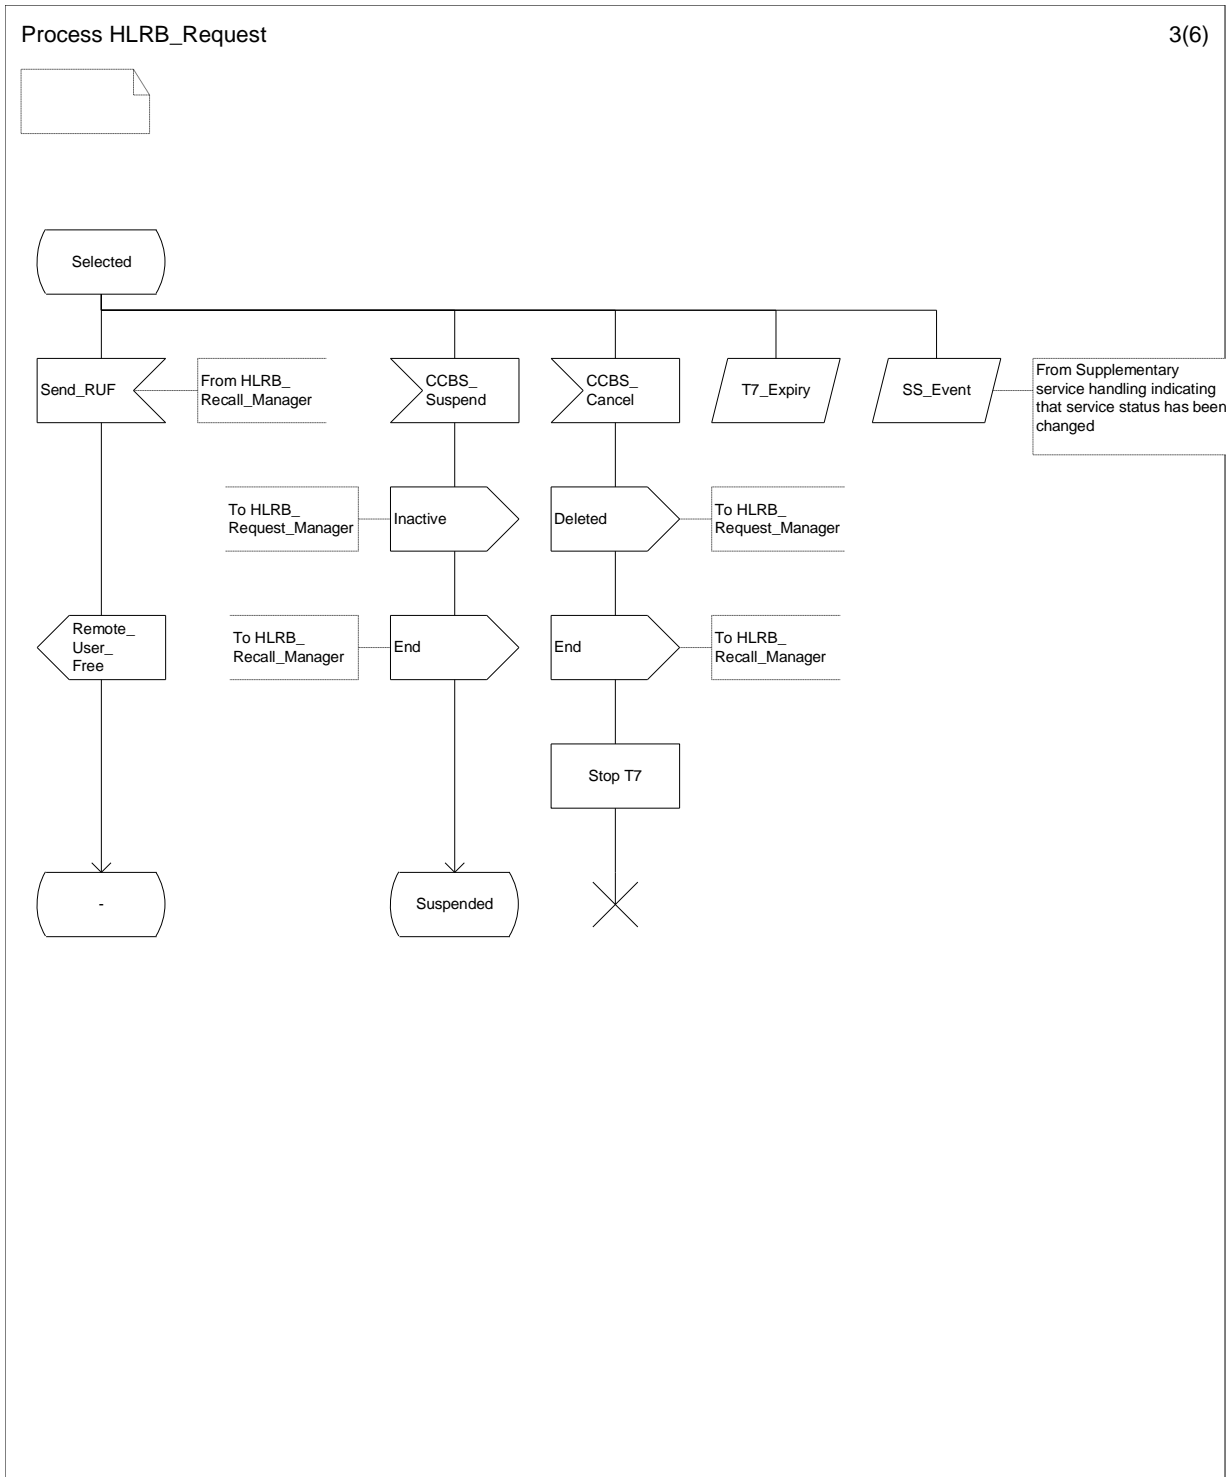 Process HLRB_Request
3(6)
Selected
Send_RUF
From HLRB_
Recall_Manager
CCBS_
Suspend
CCBS_
Cancel
T7_Expiry
SS_Event
From Supplementary
service handling indicating
that service status has been
changed
To HLRB_
Request_Manager
Inactive
Deleted
To HLRB_
Request_Manager
Remote_
User_
Free
To HLRB_
Recall_Manager
End
End
To HLRB_
Recall_Manager
Stop T7
-
Suspended